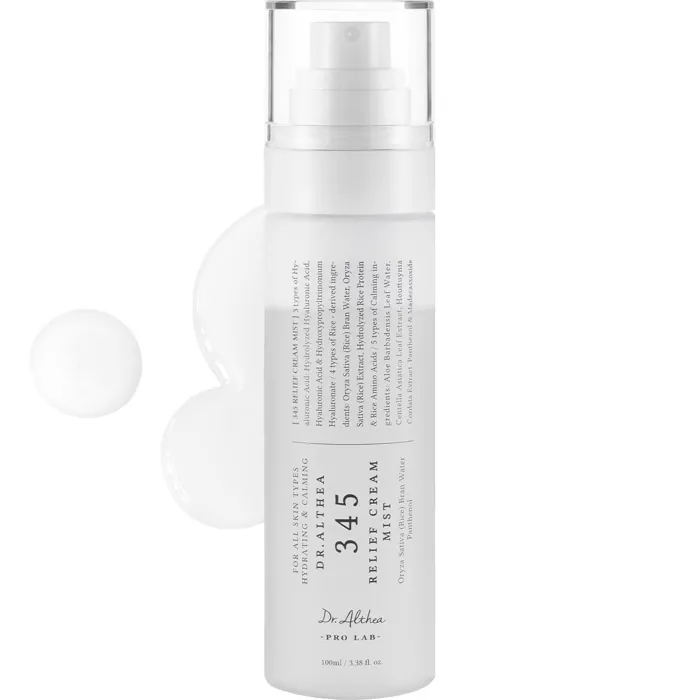 [ 345 RELIEF CREAM MIST ] 3 types of Hy-
aluronic Acid: Hydrolyzed Hyaluronic Acid,
Hyaluronic Acid & Hydroxypropyltrimonium
Hyaluronate / 4 types of Rice - derived ingre-
dients: Oryza Sativa (Rice) Bran Water, Oryza
Sativa (Rice) Extract, Hydrolyzed Rice Protein
& Rice Amino Acids / 5 types of Calming in-
gredients: Aloe Barbadensis Leaf Water,
Centella Asiatica Leaf Extract, Houttuynia
Cordata Extract, Panthenol & Madecassoside
FOR ALL SKIN TYPES
HYDRATING & CALMING
DR.ALTHEA
345
RELIEF CREAM
MIST
Oryza Sativa (Rice) Bran Water
Panthenol
Dr. Althea
-PRO LAB-
100ml / 3.38 fl. oz.